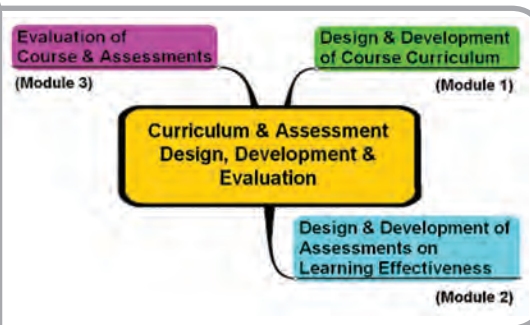 Evaluation of
Course & Assessments
(Module 3)
Design & Development
of Course Curriculum
(Module 1)
Curriculum & Assessment
Design, Development &
Evaluation
Design & Development of
Assessments on
Learning Effectiveness
(Module 2)